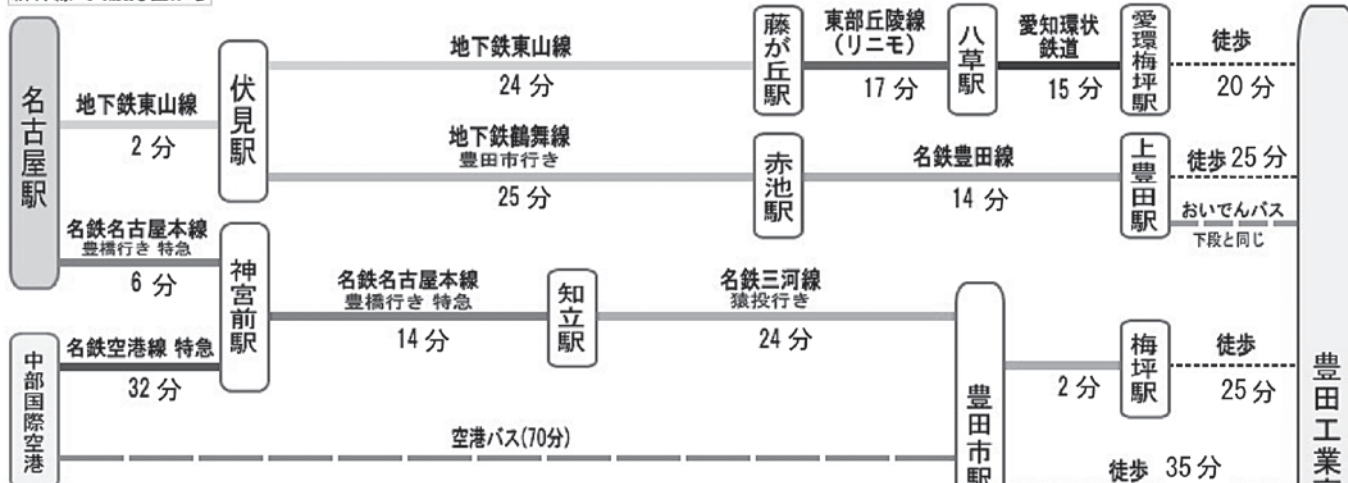 名古屋駅
地下鉄東山線
2 分
伏見駅
地下鉄東山線
24 分
藤が丘駅
東部丘陵線
(リニモ)
17 分
八草駅
愛知環状
鉄道
15 分
愛環梅坪駅
徒歩
20 分
地下鉄鶴舞線
豊田市行き
25 分
赤池駅
名鉄豊田線
14 分
上豊田駅
徒歩 25 分
おいでんバス
下段と同じ
名鉄名古屋本線
豊橋行き 特急
6 分
神宮前駅
名鉄名古屋本線
豊橋行き 特急
14 分
知立駅
名鉄三河線
猿投行き
24 分
中部国際空港
名鉄空港線 特急
32 分
2 分
梅坪駅
徒歩
25 分
空港バス(70分)
豊田市駅
徒歩 35 分
豊田工業